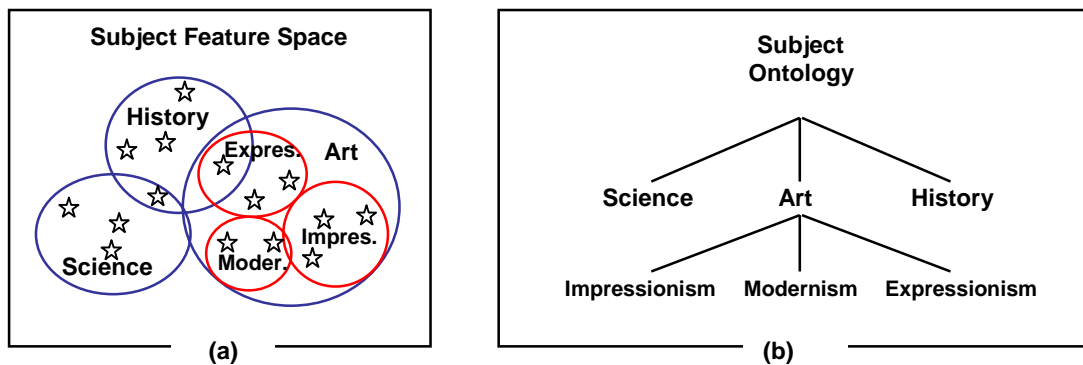 Subject Feature Space
History
Expres.
Art
Impres.
Moder.
Science
(a)
Subject
Ontology
Science Art History
Impressionism Modernism Expressionism
(b)